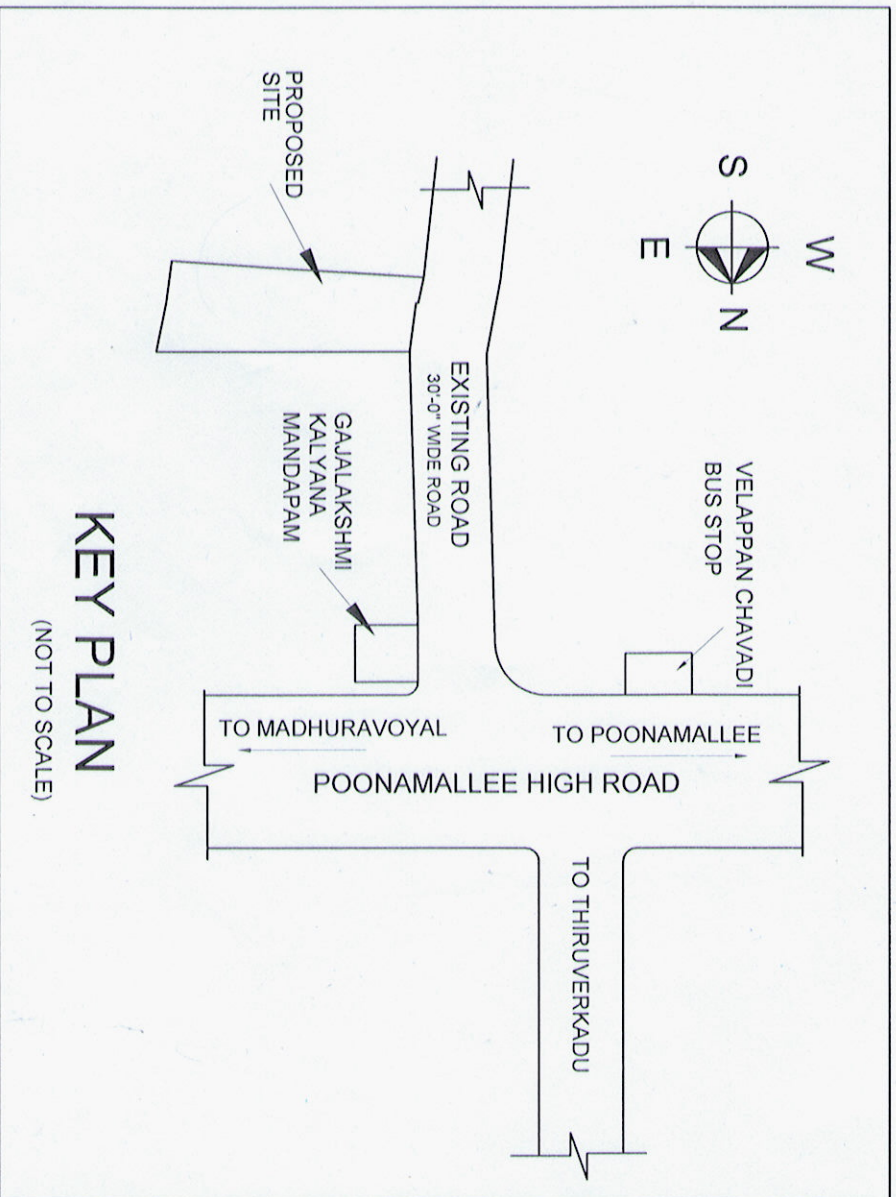 W
S
N
E
VELAPPAN CHAVADI
BUS STOP
PROPOSED
SITE
EXISTING ROAD
30'-0" WIDE ROAD
GAJALAKSHMI
KALYANA
MANDAPAM
TO MADHURAVOYAL
TO POONAMALLEE
POONAMALLEE HIGH ROAD
TO THIRUVERKADU
KEY PLAN
(NOT TO SCALE)